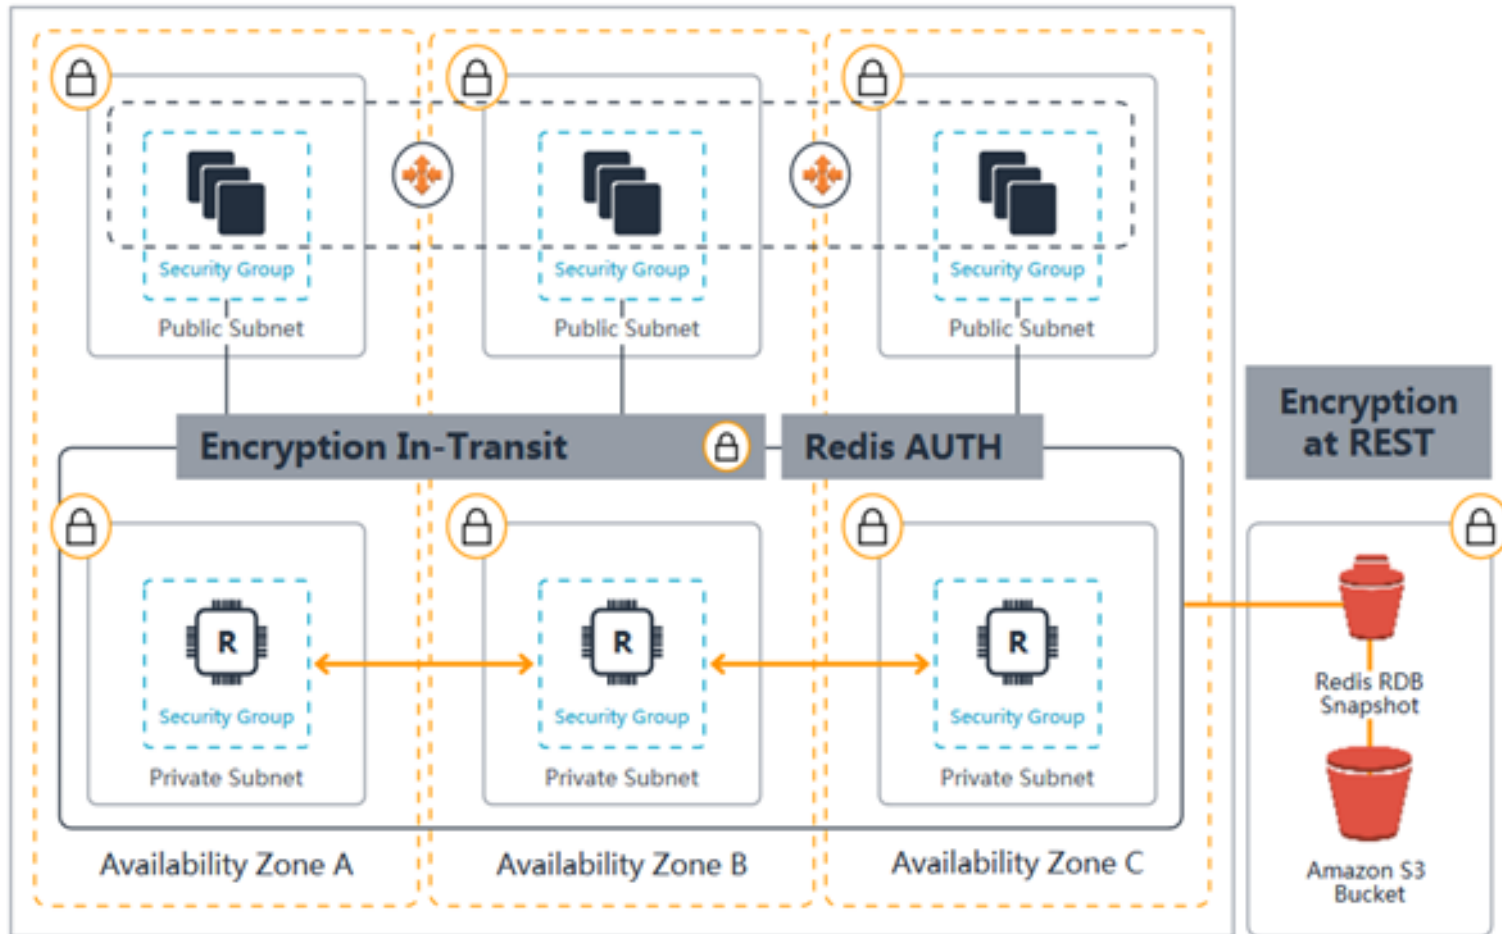 Security Group
Security Group
Security Group
Public Subnet
Public Subnet
Public Subnet
Encryption In-Transit
Redis AUTH
Encryption
at REST
R
R
R
Security Group
Security Group
Security Group
Private Subnet
Private Subnet
Private Subnet
Redis RDB
Snapshot
Availability Zone A
Availability Zone B
Availability Zone C
Amazon S3
Bucket